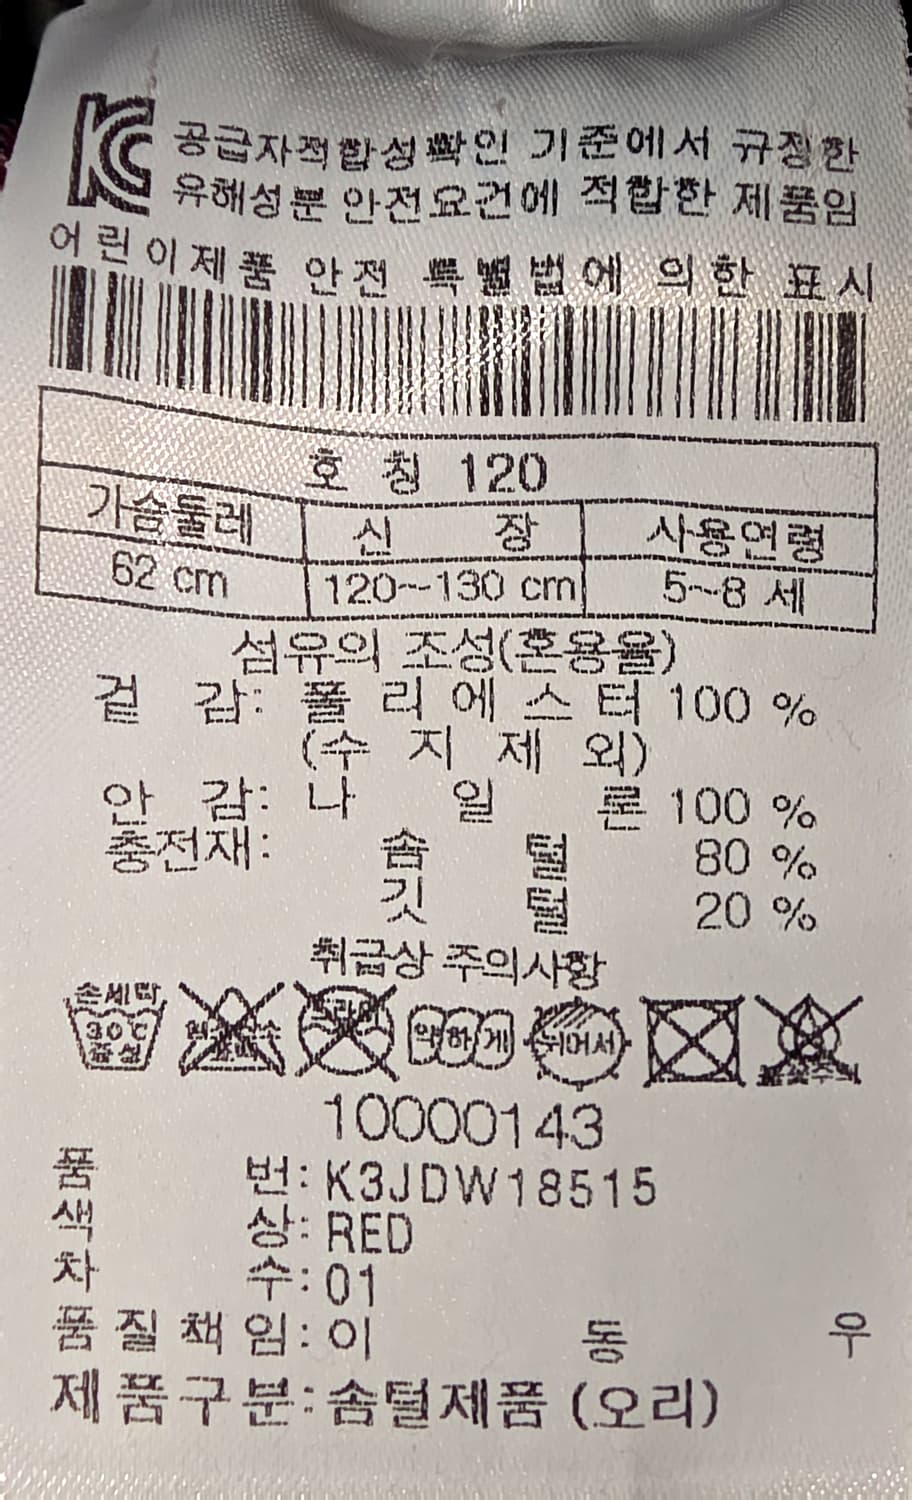 KC 공급자적합성확인 기준에서 규정한
유해성분 안전요건에 적합한 제품임
어린이제품 안전 특별법에 의한 표시
호 칭 120
가슴둘레 신 장 사용연령
62 cm 120~130 cm 5~8 세
섬유의 조성(혼용율)
겉 감: 폴 리 에 스 터 100 %
(수 지 제 외)
안 감: 나 일 론 100 %
충전재: 솜 털 80 %
깃 털 20 %
취급상 주의사항
손세탁
30℃
중성
약하게
뉘어서
10000143
품 번: K3JDW18515
색 상: RED
차 수: 01
품 질 책 임: 이 동 우
제 품 구 분: 솜털제품 (오리)